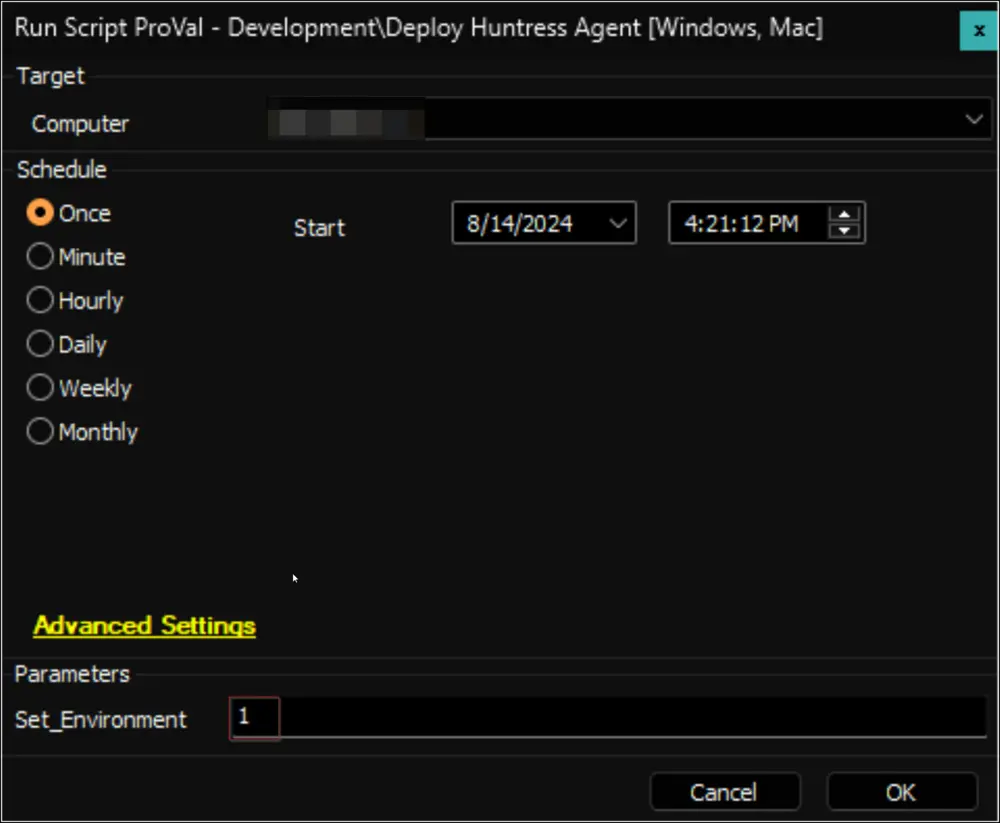 Run Script ProVal - Development\Deploy Huntress Agent [Windows, Mac] x
Target
Computer
Schedule
Once
Start 8/14/2024 4:21:12 PM
Minute
Hourly
Daily
Weekly
Monthly
Advanced Settings
Parameters
Set_Environment 1
Cancel OK